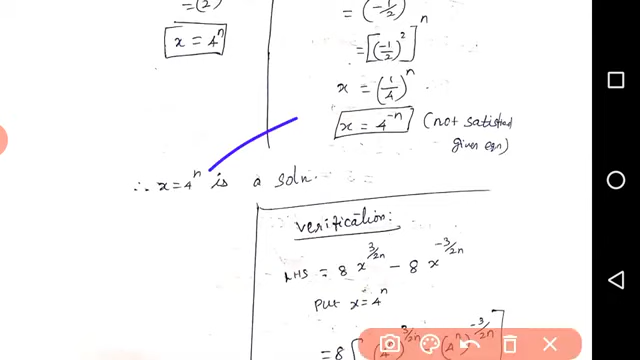 = (2)
x = 4^n
= (-1/2)^n
= [(-1/2)^2]^n
x = (1/4)^n
x = 4^-n (not satisfied
given eqn)
∴ x = 4^n is a soln.
Verification:
LHS = 8 x^3/2n - 8 x^-3/2n
Put x = 4^n
= 8 [(4^n)^3/2n (4^n)^-3/2n]